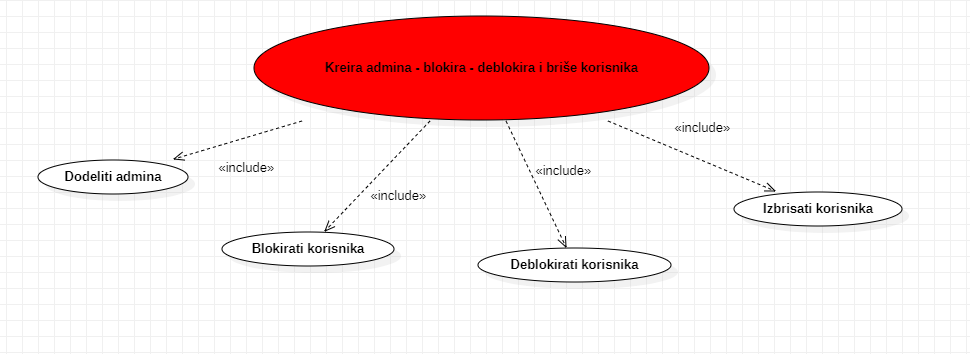 Kreira admina - blokira - deblokira i briše korisnika
«include»
«include»
Dodeliti admina
«include»
«include»
Izbrisati korisnika
Blokirati korisnika
Deblokirati korisnika